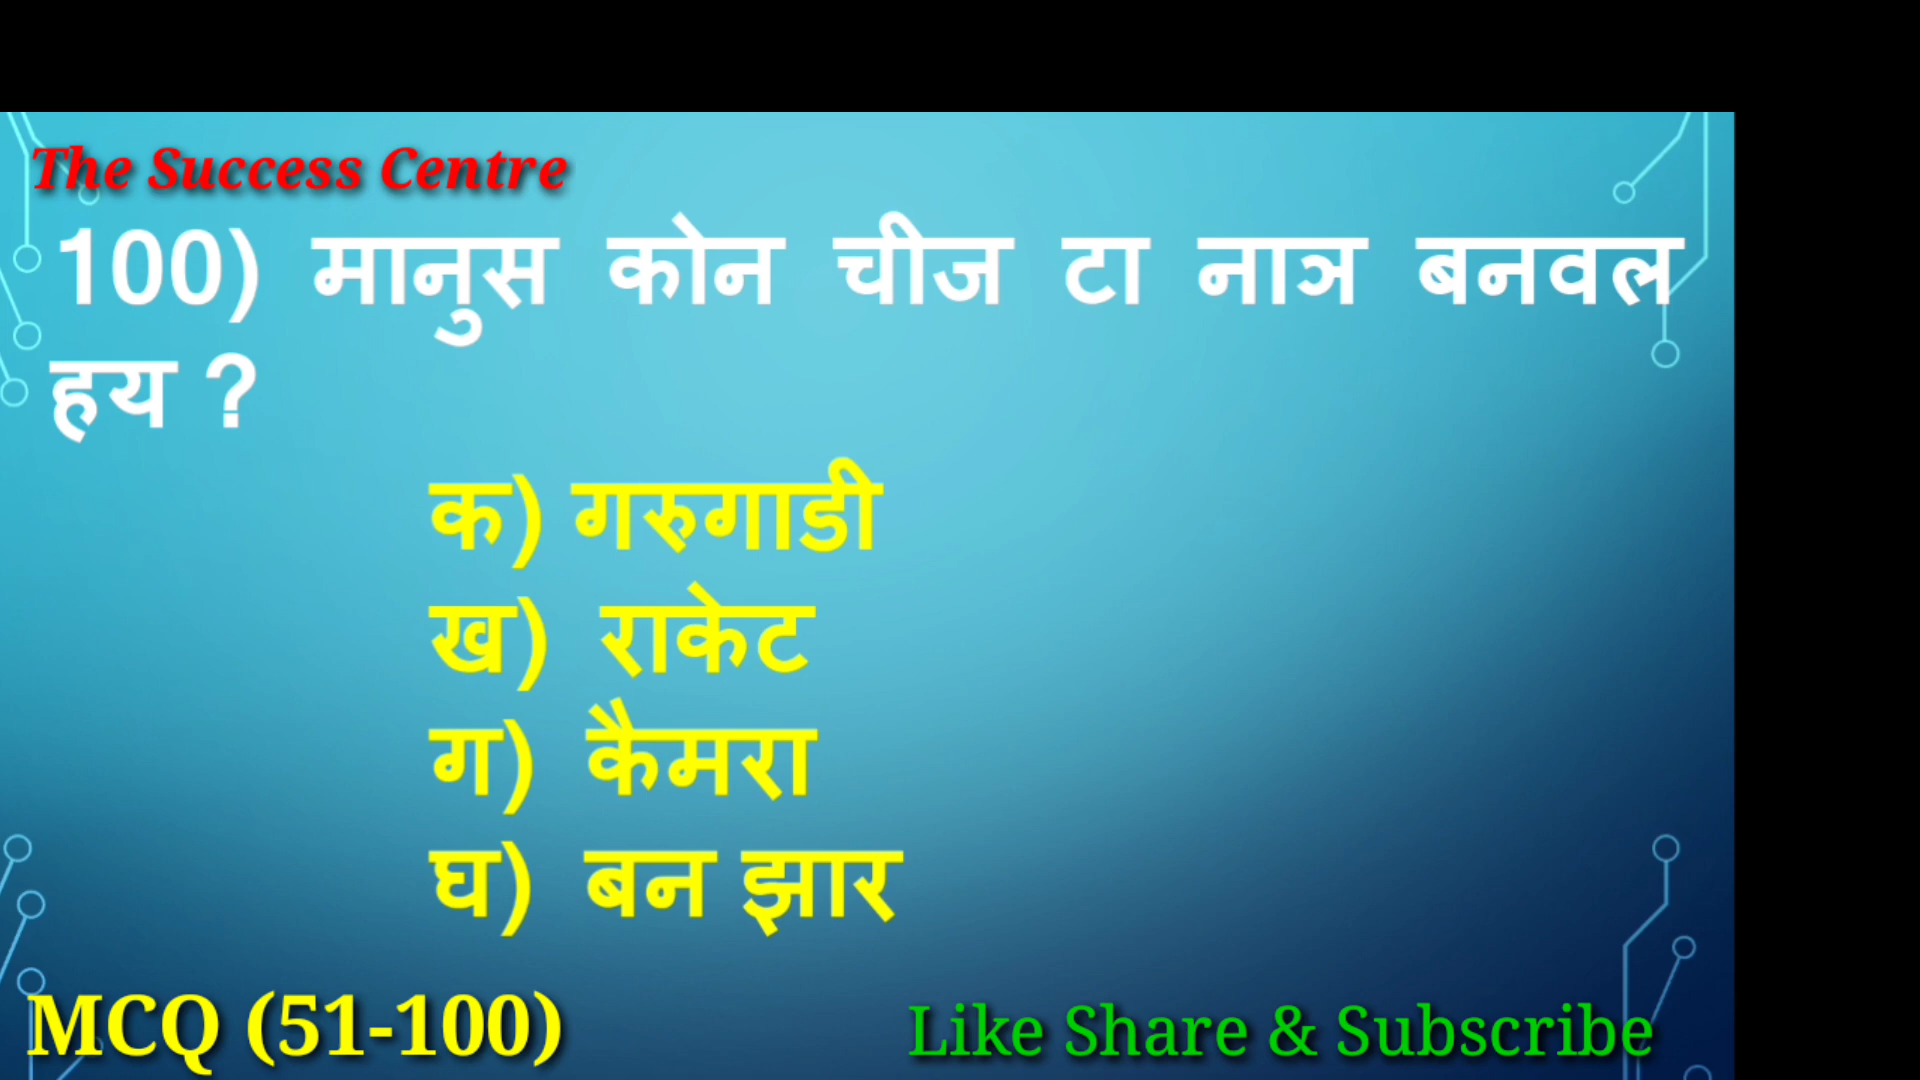 The Success Centre
100) मानुस कोन चीज टा नाञ बनवल
हय ?
क) गरुगाडी
ख) राकेट
ग) कैमरा
घ) बन झार
MCQ (51-100)
Like Share & Subscribe